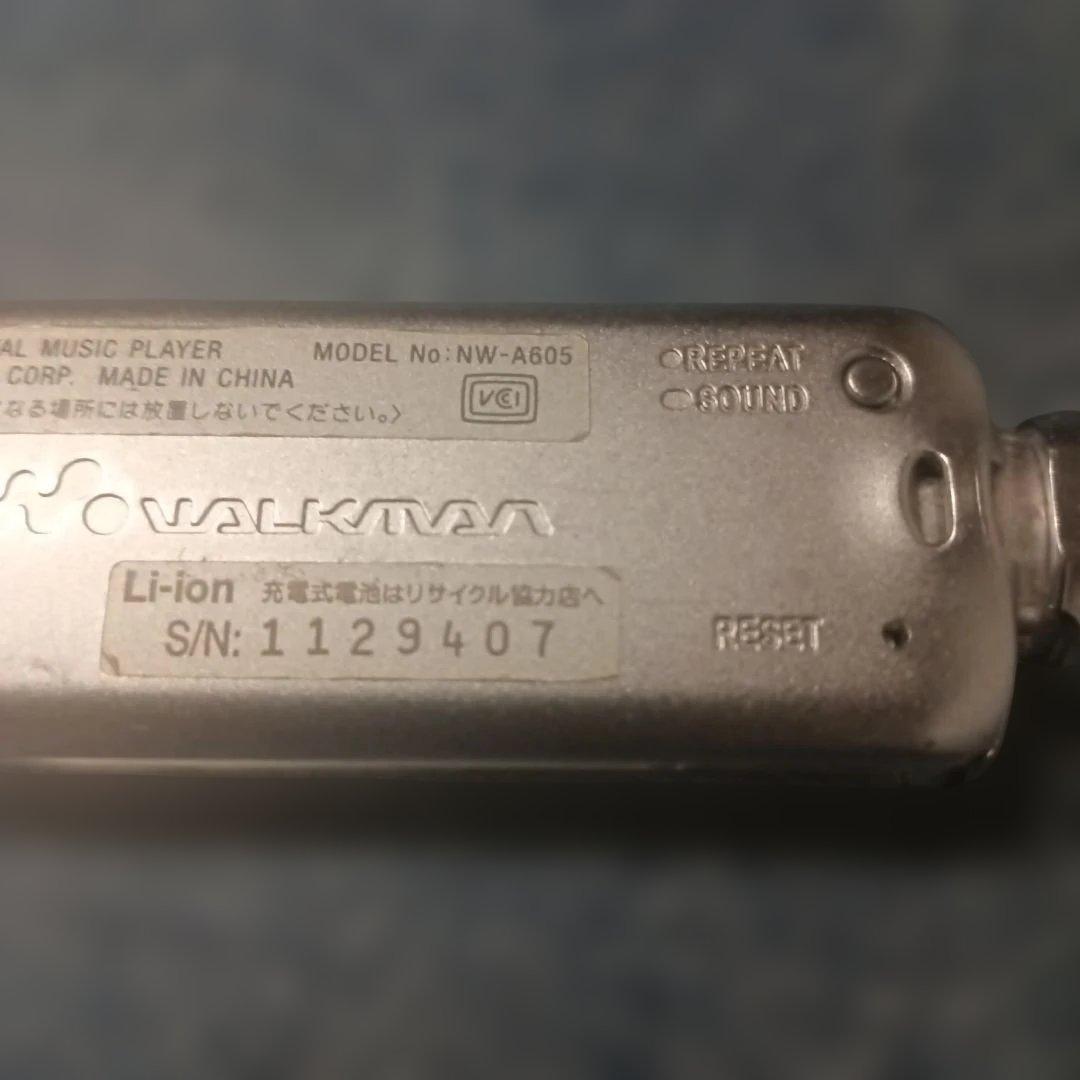 AL MUSIC PLAYER MODEL No:NW-A605
CORP. MADE IN CHINA
なる場所には放置しないでください。〉
VCCI
REPEAT
SOUND
WALKMAN
Li-ion 充電式電池はリサイクル協力店へ
S/N: 1129407
RESET